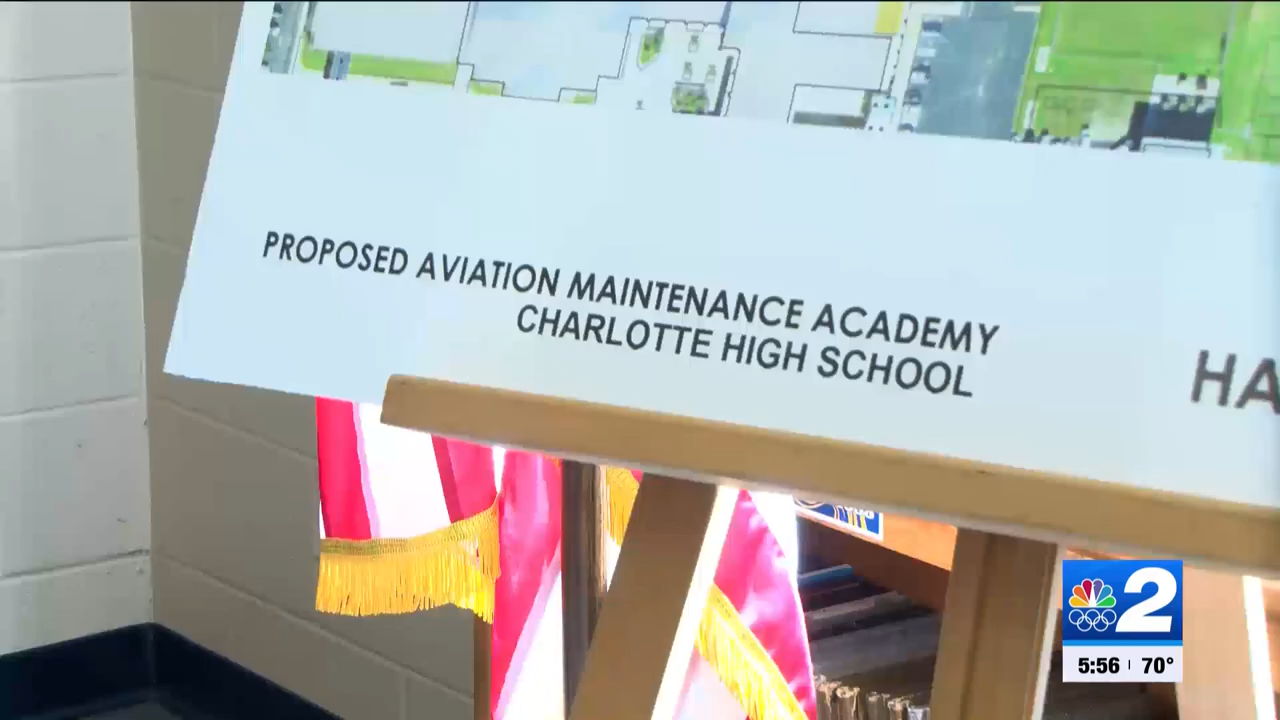 PROPOSED AVIATION MAINTENANCE ACADEMY
CHARLOTTE HIGH SCHOOL
HA
2
5:56 70°